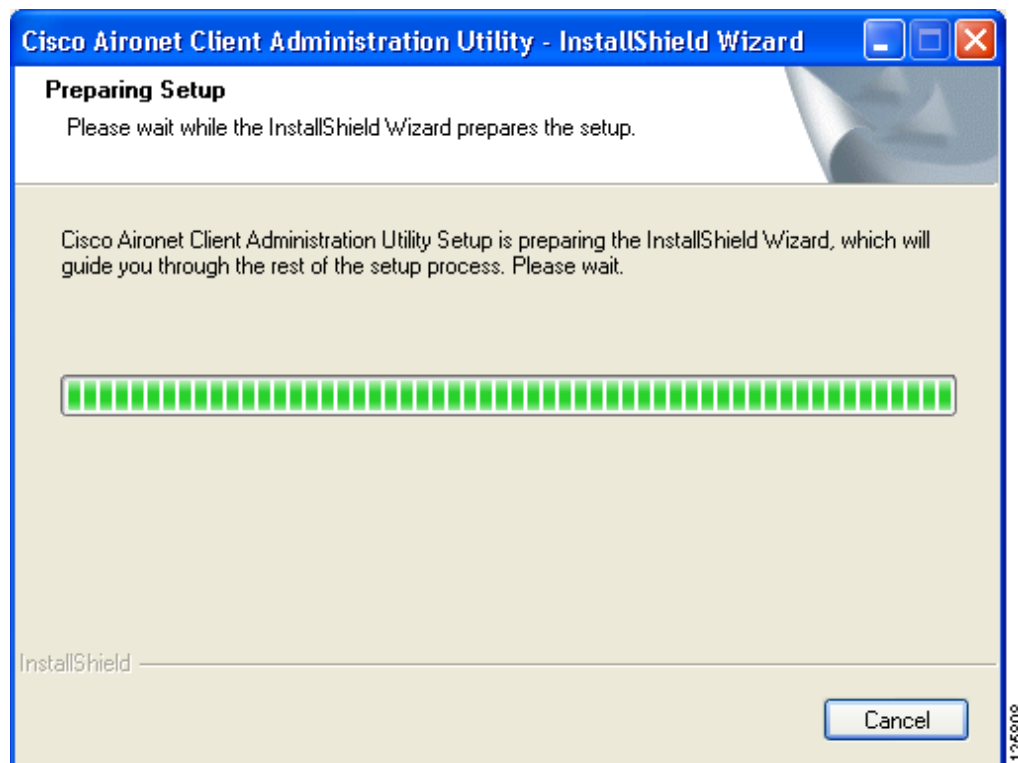 Cisco Aironet Client Administration Utility - InstallShield Wizard
Preparing Setup
Please wait while the InstallShield Wizard prepares the setup.
Cisco Aironet Client Administration Utility Setup is preparing the InstallShield Wizard, which will
guide you through the rest of the setup process. Please wait.
InstallShield
Cancel
135808